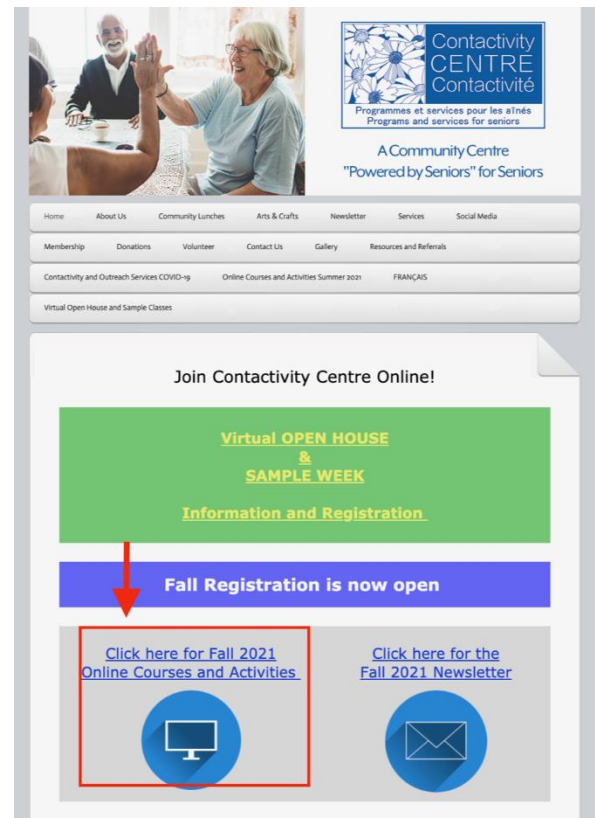 Contactivity
CENTRE
Contactivité
Programmes et services pour les aînés
Programs and services for seniors
A Community Centre
"Powered by Seniors" for Seniors
Home About Us Community Lunches Arts & Crafts Newsletter Services Social Media
Membership Donations Volunteer Contact Us Gallery Resources and Referrals
Contactivity and Outreach Services COVID-19 Online Courses and Activities Summer 2021 FRANÇAIS
Virtual Open House and Sample Classes
Join Contactivity Centre Online!
Virtual OPEN HOUSE
&
SAMPLE WEEK
Information and Registration
Fall Registration is now open
Click here for Fall 2021
Online Courses and Activities
Click here for the
Fall 2021 Newsletter